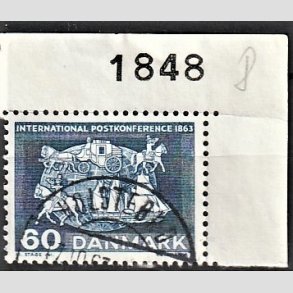 1848
INTERNATIONAL POSTKONFERENCE 1863
60 DANMARK